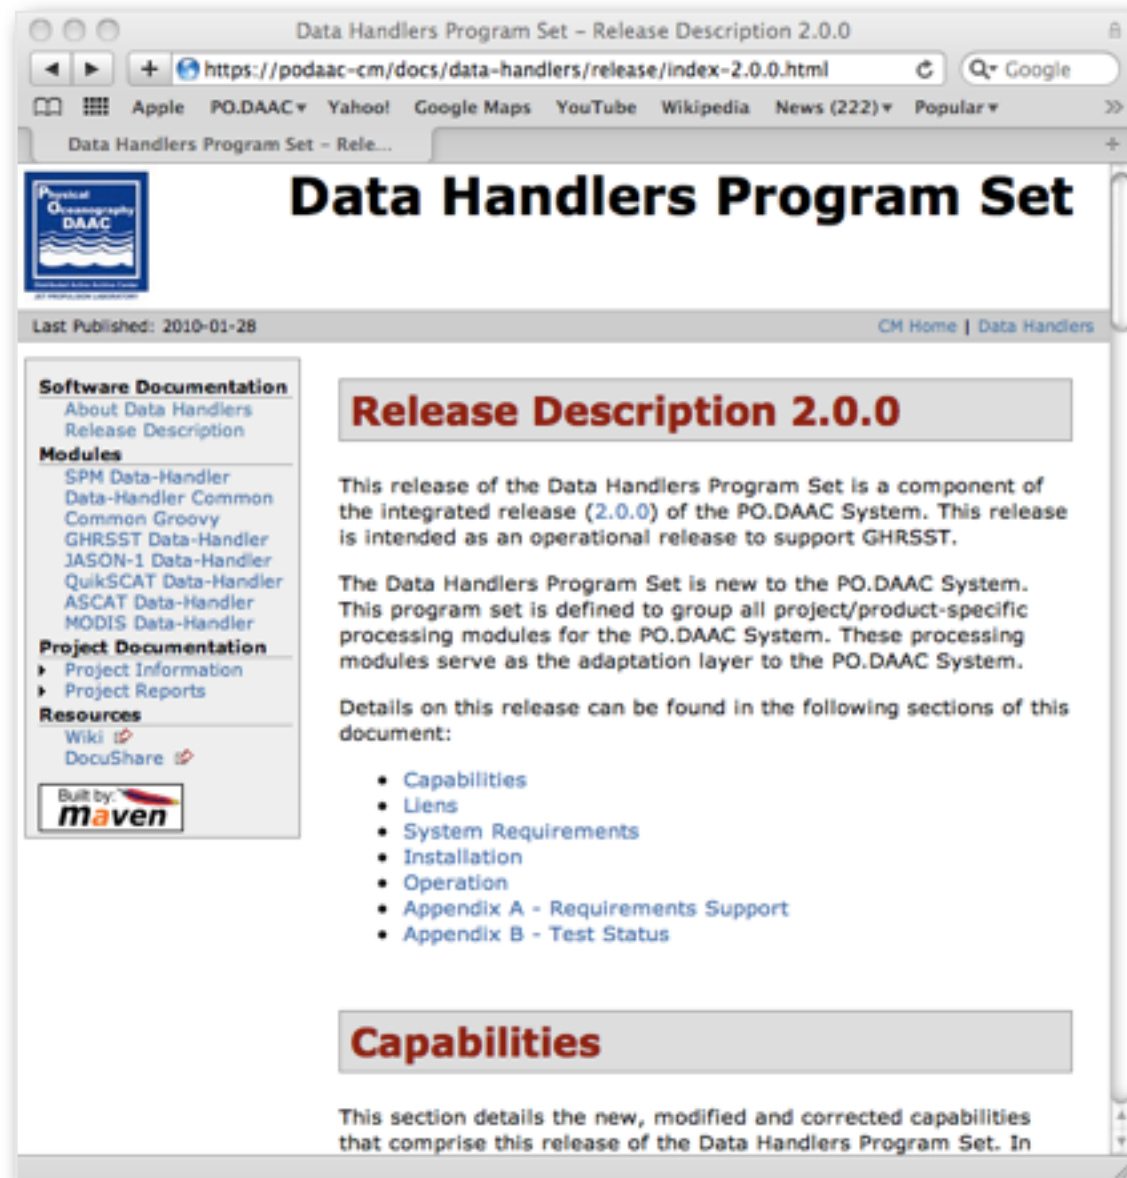 Data Handlers Program Set – Release Description 2.0.0
https://podaac-cm/docs/data-handlers/release/index-2.0.0.html
Google
Apple PO.DAAC Yahoo! Google Maps YouTube Wikipedia News (222) Popular
Data Handlers Program Set – Rele...
Physical
Oceanography
DAAC
Distributed Active Archive Center
JET PROPULSION LABORATORY
Data Handlers Program Set
Last Published: 2010-01-28
CM Home | Data Handlers
Software Documentation
About Data Handlers
Release Description
Modules
SPM Data-Handler
Data-Handler Common
Common Groovy
GHRSST Data-Handler
JASON-1 Data-Handler
QuikSCAT Data-Handler
ASCAT Data-Handler
MODIS Data-Handler
Project Documentation
Project Information
Project Reports
Resources
Wiki
DocuShare
Built by:
maven
Release Description 2.0.0
This release of the Data Handlers Program Set is a component of
the integrated release (2.0.0) of the PO.DAAC System. This release
is intended as an operational release to support GHRSST.
The Data Handlers Program Set is new to the PO.DAAC System.
This program set is defined to group all project/product-specific
processing modules for the PO.DAAC System. These processing
modules serve as the adaptation layer to the PO.DAAC System.
Details on this release can be found in the following sections of this
document:
• Capabilities
• Liens
• System Requirements
• Installation
• Operation
• Appendix A - Requirements Support
• Appendix B - Test Status
Capabilities
This section details the new, modified and corrected capabilities
that comprise this release of the Data Handlers Program Set. In